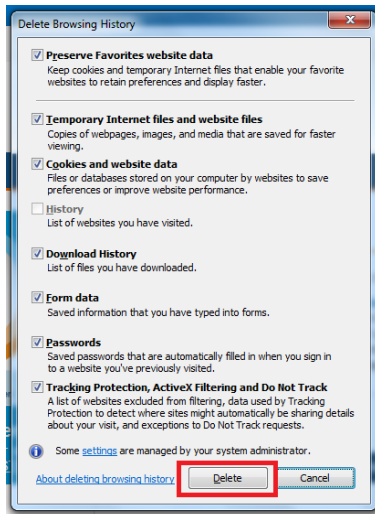 Delete Browsing History
Preserve Favorites website data
Keep cookies and temporary Internet files that enable your favorite
websites to retain preferences and display faster.
Temporary Internet files and website files
Copies of webpages, images, and media that are saved for faster
viewing.
Cookies and website data
Files or databases stored on your computer by websites to save
preferences or improve website performance.
History
List of websites you have visited.
Download History
List of files you have downloaded.
Form data
Saved information that you have typed into forms.
Passwords
Saved passwords that are automatically filled in when you sign in
to a website you've previously visited.
Tracking Protection, ActiveX Filtering and Do Not Track
A list of websites excluded from filtering, data used by Tracking
Protection to detect where sites might automatically be sharing details
about your visit, and exceptions to Do Not Track requests.
Some settings are managed by your system administrator.
About deleting browsing history Delete Cancel